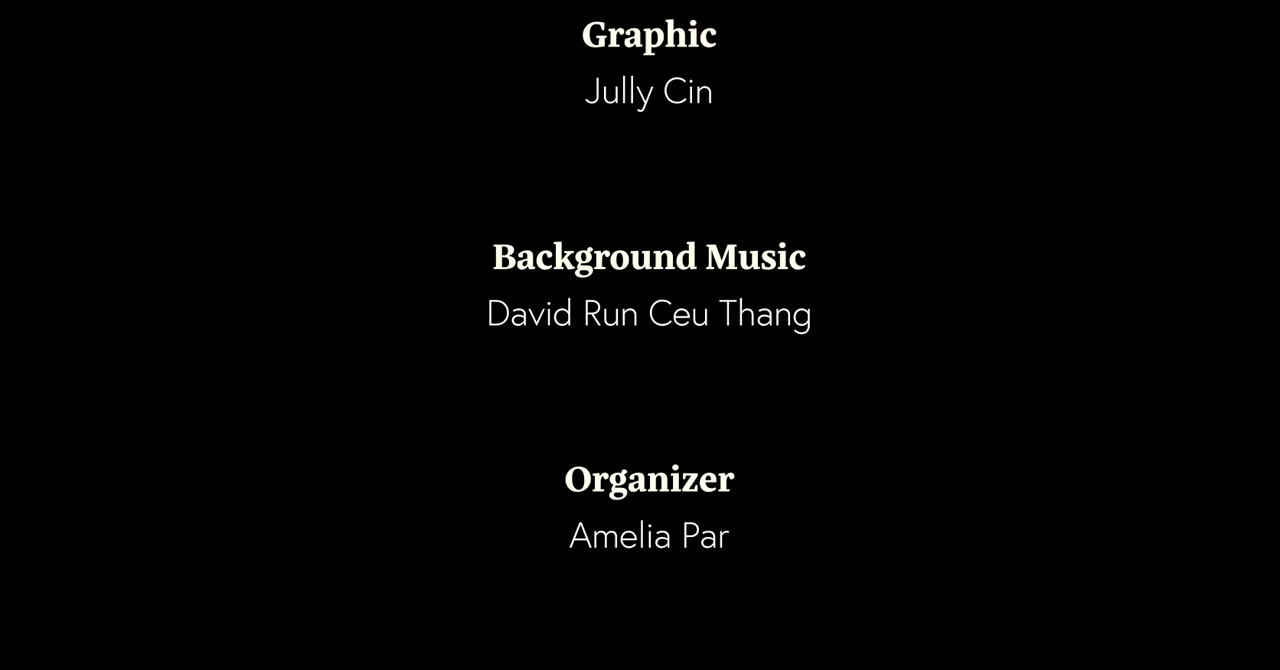 Graphic
Jully Cin
Background Music
David Run Ceu Thang
Organizer
Amelia Par